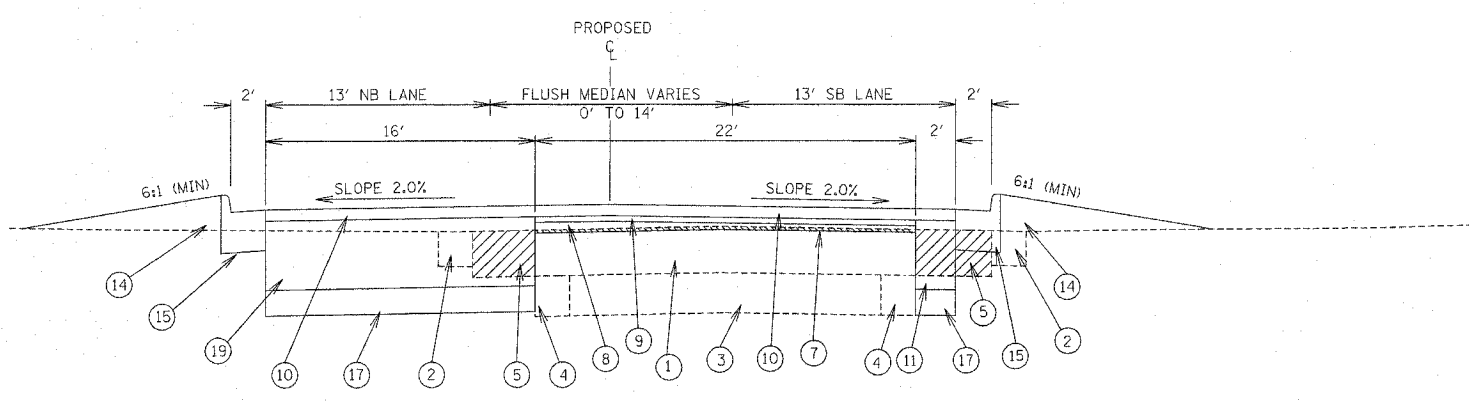 PROPOSED
℄
2' 13' NB LANE FLUSH MEDIAN VARIES 13' SB LANE 2'
0' TO 14'
16' 22' 2'
6:1 (MIN) SLOPE 2.0% SLOPE 2.0% 6:1 (MIN)
14 15 19 10 17 2 5 4 8 9 1 3 10 7 4 11 17 5 15 2 14